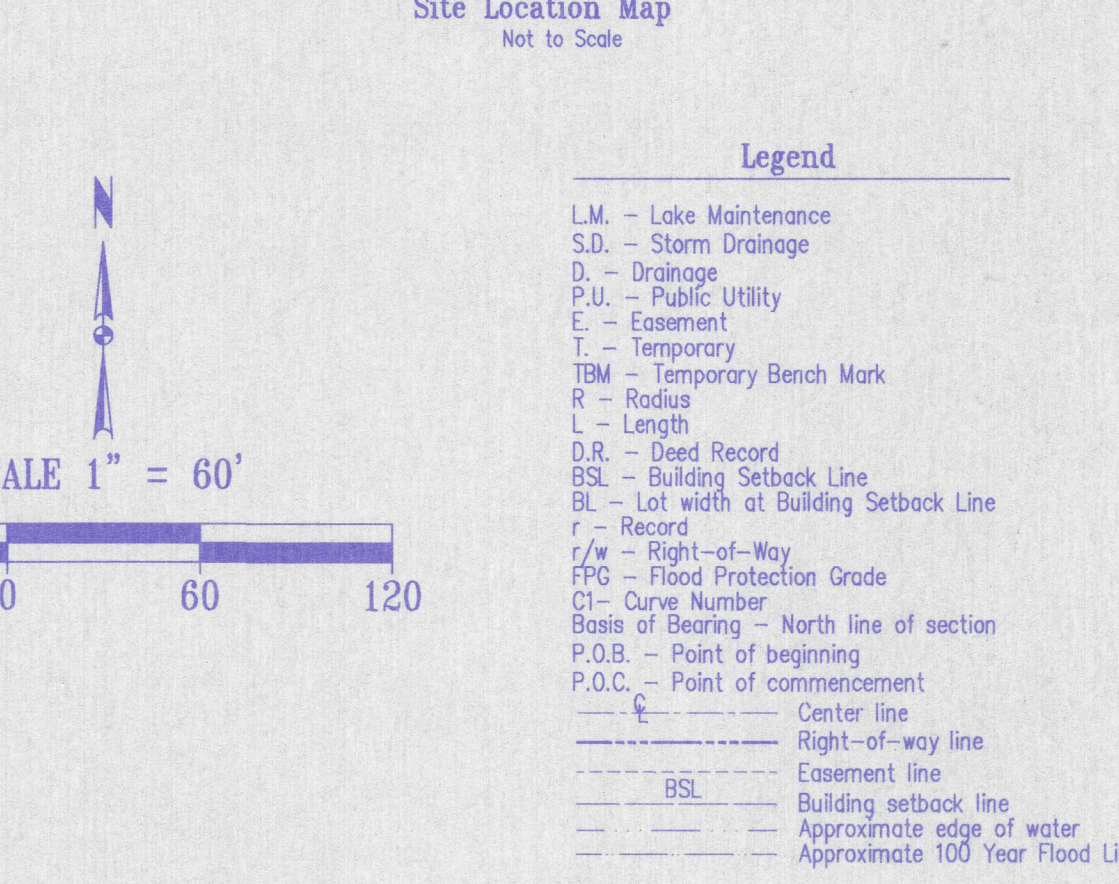 Site Location Map
Not to Scale
N
ALE 1" = 60'
0 60 120
Legend
L.M. – Lake Maintenance
S.D. – Storm Drainage
D. – Drainage
P.U. – Public Utility
E. – Easement
T. – Temporary
TBM – Temporary Bench Mark
R – Radius
L – Length
D.R. – Deed Record
BSL – Building Setback Line
BL – Lot width at Building Setback Line
r – Record
r/w – Right–of–Way
FPG – Flood Protection Grade
C1– Curve Number
Basis of Bearing – North line of section
P.O.B. – Point of beginning
P.O.C. – Point of commencement
℄ Center line
Right–of–way line
Easement line
BSL
Building setback line
Approximate edge of water
Approximate 100 Year Flood Li